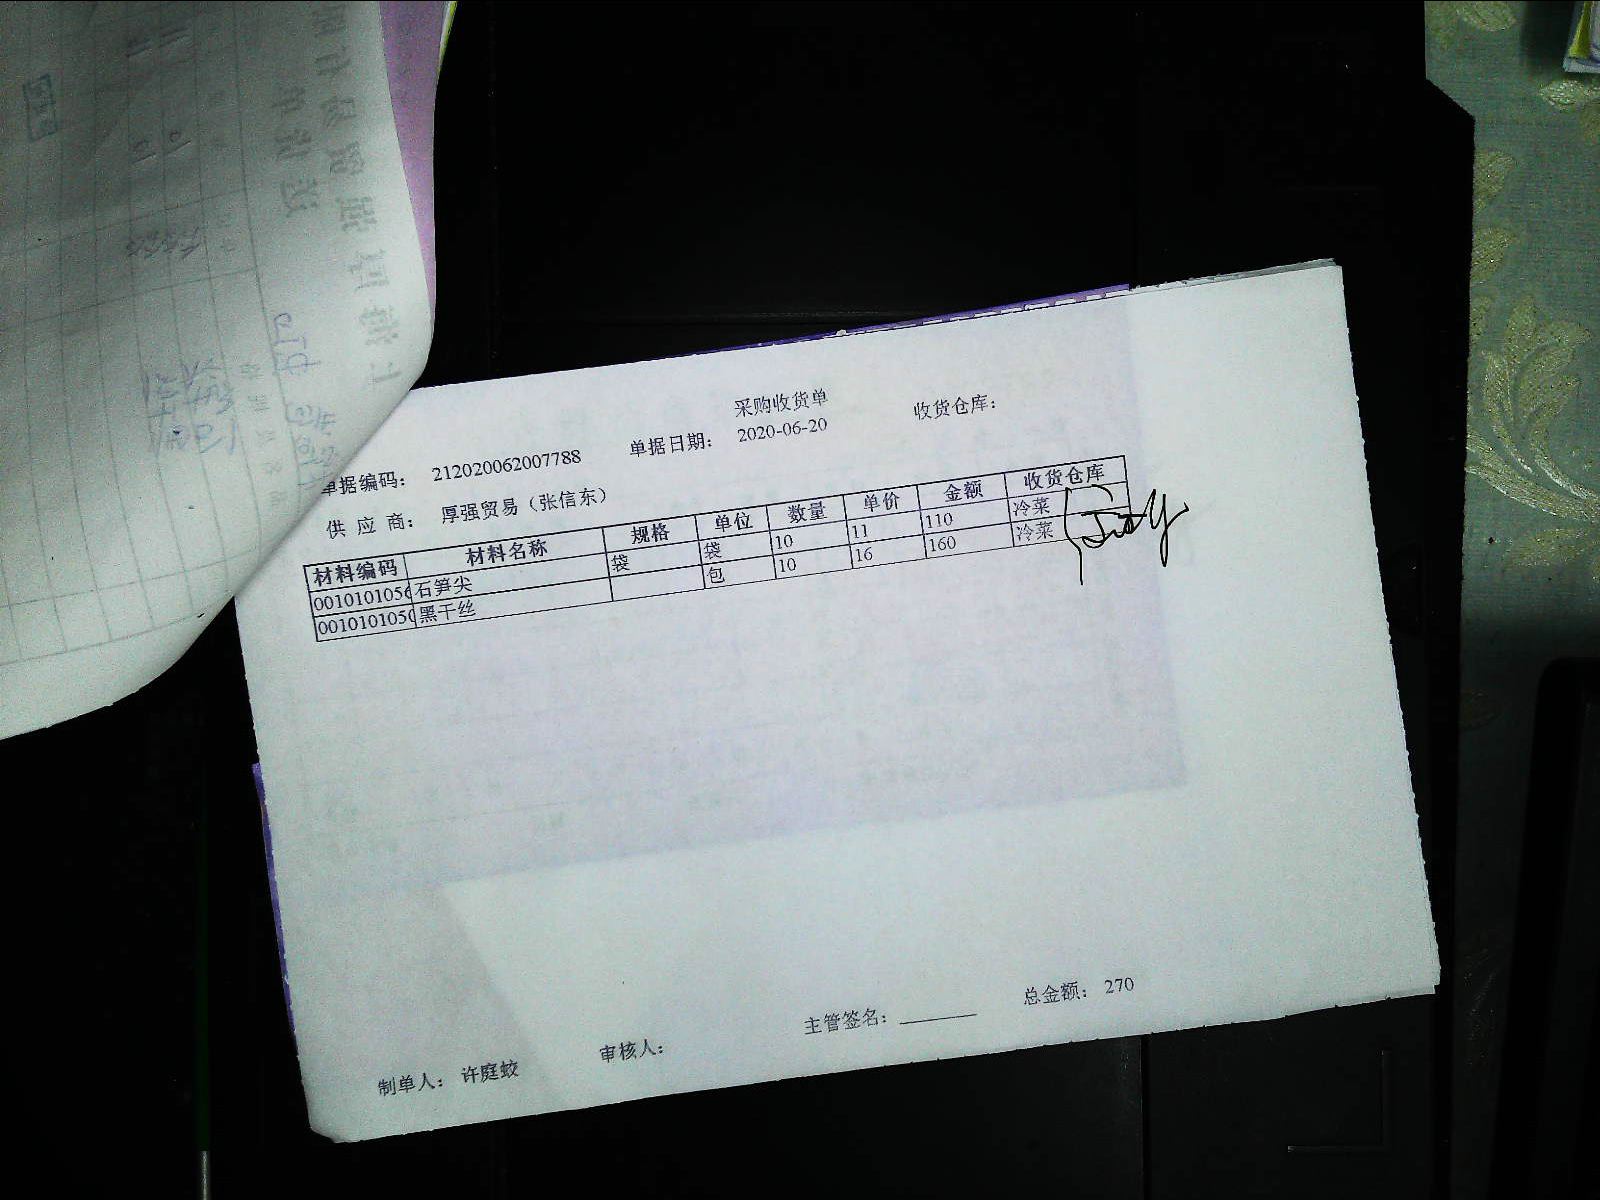 采购收货单
单据编码： 212020062007788 单据日期： 2020-06-20 收货仓库：
供 应 商： 厚强贸易（张信东）
材料编码 材料名称 规格 单位 数量 单价 金额 收货仓库
001010105 石笋尖 袋 袋 10 11 110 冷菜
001010105 黑干丝 包 10 16 160 冷菜
制单人： 许庭蛟 审核人： 主管签名： 总金额： 270